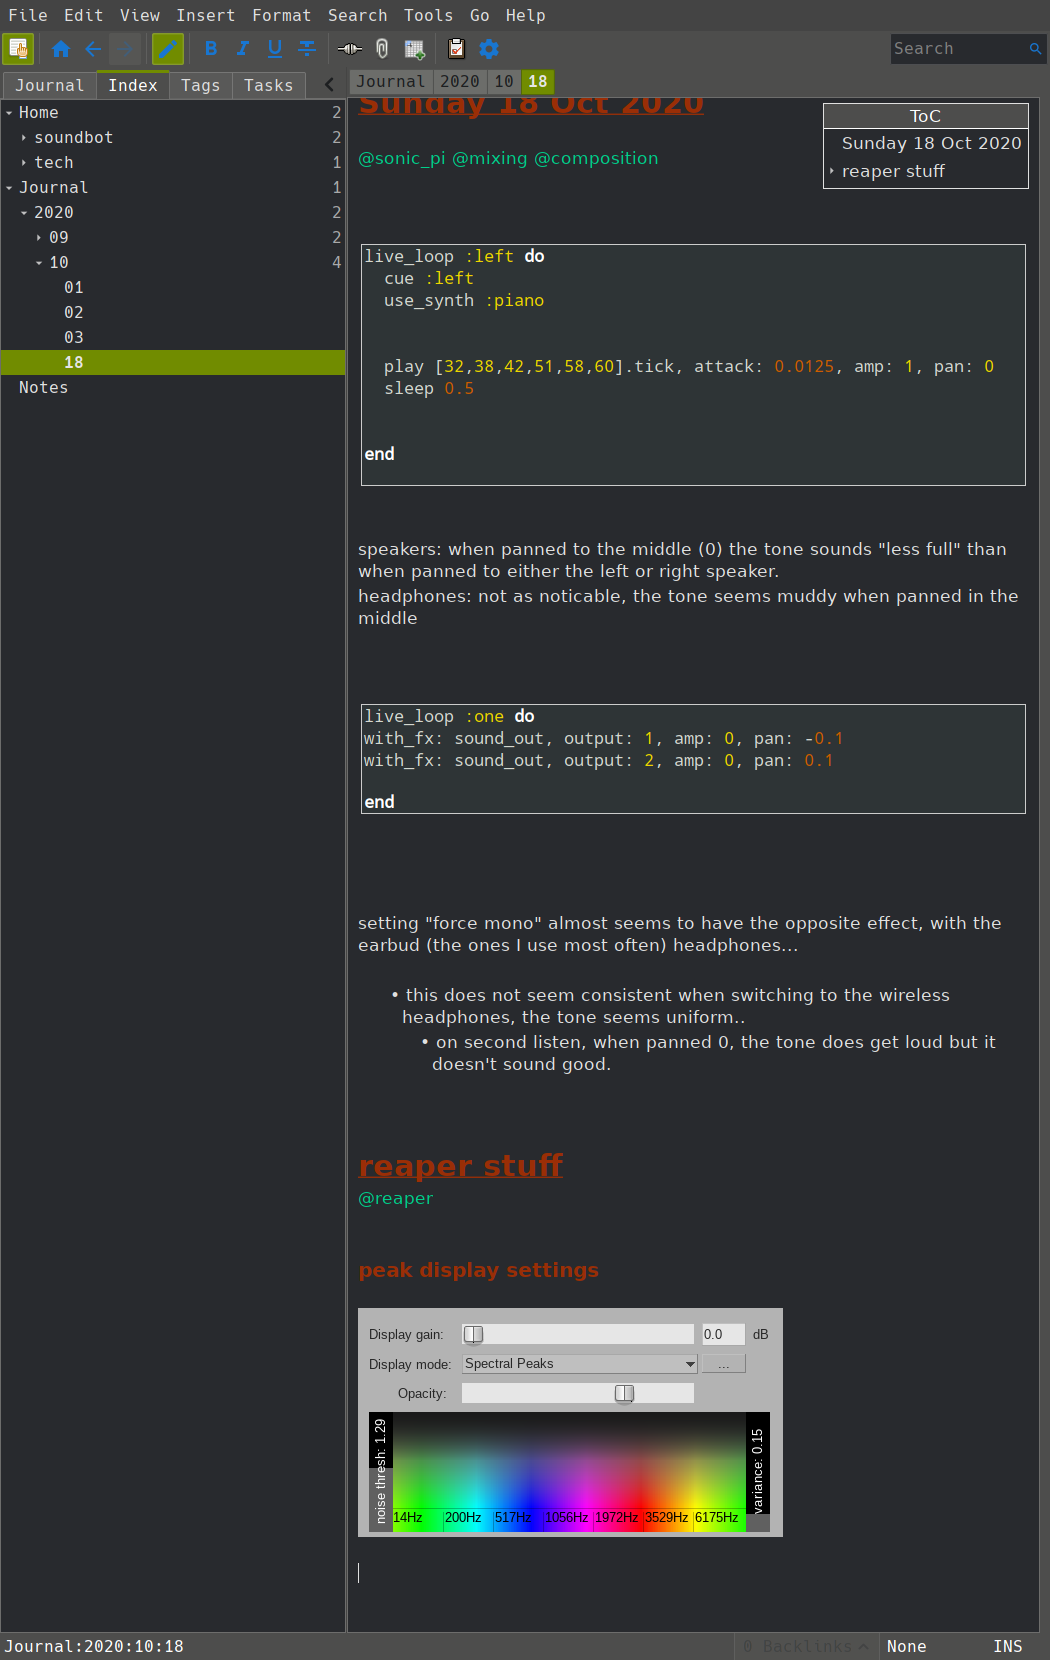 File Edit View Insert Format Search Tools Go Help
B I U S
Search
Journal Index Tags Tasks
Journal 2020 10 18
Home 2
soundbot 2
tech 1
Journal 1
2020 2
09 2
10 4
01
02
03
18
Notes
Sunday 18 Oct 2020
ToC
Sunday 18 Oct 2020
reaper stuff
@sonic_pi @mixing @composition
live_loop :left do
cue :left
use_synth :piano
play [32,38,42,51,58,60].tick, attack: 0.0125, amp: 1, pan: 0
sleep 0.5
end
speakers: when panned to the middle (0) the tone sounds "less full" than
when panned to either the left or right speaker.
headphones: not as noticable, the tone seems muddy when panned in the
middle
live_loop :one do
with_fx: sound_out, output: 1, amp: 0, pan: -0.1
with_fx: sound_out, output: 2, amp: 0, pan: 0.1
end
setting "force mono" almost seems to have the opposite effect, with the
earbud (the ones I use most often) headphones...
• this does not seem consistent when switching to the wireless
headphones, the tone seems uniform..
• on second listen, when panned 0, the tone does get loud but it
doesn't sound good.
reaper stuff
@reaper
peak display settings
Display gain: 0.0 dB
Display mode: Spectral Peaks ...
Opacity:
noise thresh: 1.29
variance: 0.15
14Hz 200Hz 517Hz 1056Hz 1972Hz 3529Hz 6175Hz
Journal:2020:10:18 0 Backlinks None INS